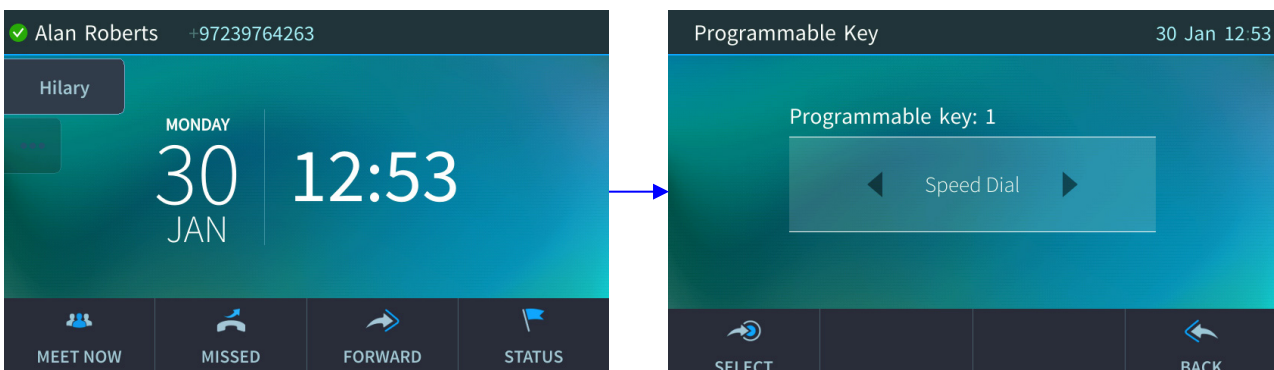 Alan Roberts +97239764263
Hilary
...
MONDAY
30
JAN
12:53
MEET NOW MISSED FORWARD STATUS
Programmable Key 30 Jan 12:53
Programmable key: 1
Speed Dial
SELECT BACK